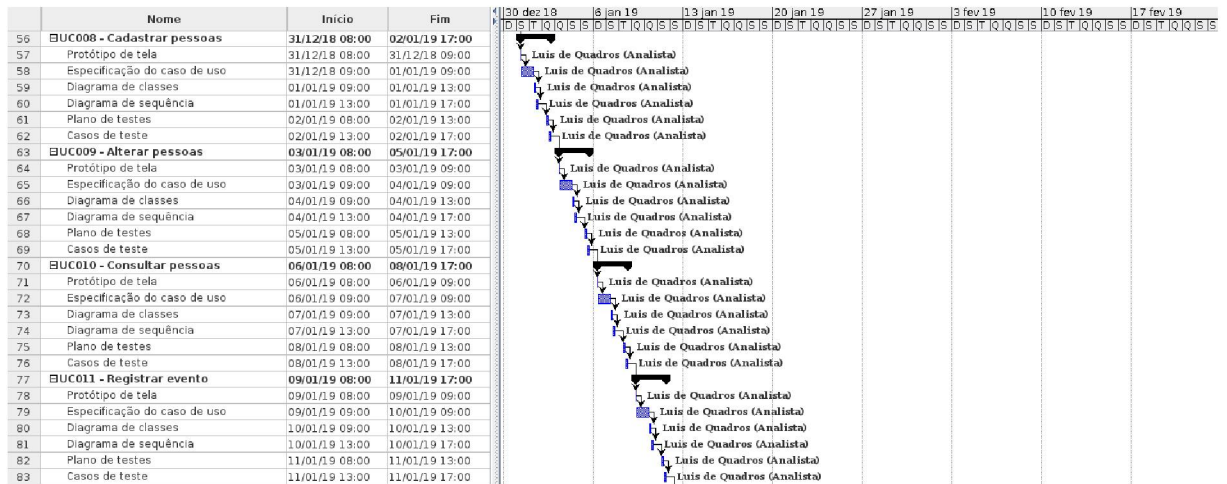 Nome Início Fim 30 dez 18 6 jan 19 13 jan 19 20 jan 19 27 jan 19 3 fev 19 10 fev 19 17 fev 19
D S T Q Q S S D S T Q Q S S D S T Q Q S S D S T Q Q S S D S T Q Q S S D S T Q Q S S D S T Q Q S S D S T Q Q S S
56 ⊟UC008 - Cadastrar pessoas 31/12/18 08:00 02/01/19 17:00
57 Protótipo de tela 31/12/18 08:00 31/12/18 09:00 Luis de Quadros (Analista)
58 Especificação do caso de uso 31/12/18 09:00 01/01/19 09:00 Luis de Quadros (Analista)
59 Diagrama de classes 01/01/19 09:00 01/01/19 13:00 Luis de Quadros (Analista)
60 Diagrama de sequência 01/01/19 13:00 01/01/19 17:00 Luis de Quadros (Analista)
61 Plano de testes 02/01/19 08:00 02/01/19 13:00 Luis de Quadros (Analista)
62 Casos de teste 02/01/19 13:00 02/01/19 17:00 Luis de Quadros (Analista)
63 ⊟UC009 - Alterar pessoas 03/01/19 08:00 05/01/19 17:00
64 Protótipo de tela 03/01/19 08:00 03/01/19 09:00 Luis de Quadros (Analista)
65 Especificação do caso de uso 03/01/19 09:00 04/01/19 09:00 Luis de Quadros (Analista)
66 Diagrama de classes 04/01/19 09:00 04/01/19 13:00 Luis de Quadros (Analista)
67 Diagrama de sequência 04/01/19 13:00 04/01/19 17:00 Luis de Quadros (Analista)
68 Plano de testes 05/01/19 08:00 05/01/19 13:00 Luis de Quadros (Analista)
69 Casos de teste 05/01/19 13:00 05/01/19 17:00 Luis de Quadros (Analista)
70 ⊟UC010 - Consultar pessoas 06/01/19 08:00 08/01/19 17:00
71 Protótipo de tela 06/01/19 08:00 06/01/19 09:00 Luis de Quadros (Analista)
72 Especificação do caso de uso 06/01/19 09:00 07/01/19 09:00 Luis de Quadros (Analista)
73 Diagrama de classes 07/01/19 09:00 07/01/19 13:00 Luis de Quadros (Analista)
74 Diagrama de sequência 07/01/19 13:00 07/01/19 17:00 Luis de Quadros (Analista)
75 Plano de testes 08/01/19 08:00 08/01/19 13:00 Luis de Quadros (Analista)
76 Casos de teste 08/01/19 13:00 08/01/19 17:00 Luis de Quadros (Analista)
77 ⊟UC011 - Registrar evento 09/01/19 08:00 11/01/19 17:00
78 Protótipo de tela 09/01/19 08:00 09/01/19 09:00 Luis de Quadros (Analista)
79 Especificação do caso de uso 09/01/19 09:00 10/01/19 09:00 Luis de Quadros (Analista)
80 Diagrama de classes 10/01/19 09:00 10/01/19 13:00 Luis de Quadros (Analista)
81 Diagrama de sequência 10/01/19 13:00 10/01/19 17:00 Luis de Quadros (Analista)
82 Plano de testes 11/01/19 08:00 11/01/19 13:00 Luis de Quadros (Analista)
83 Casos de teste 11/01/19 13:00 11/01/19 17:00 Luis de Quadros (Analista)